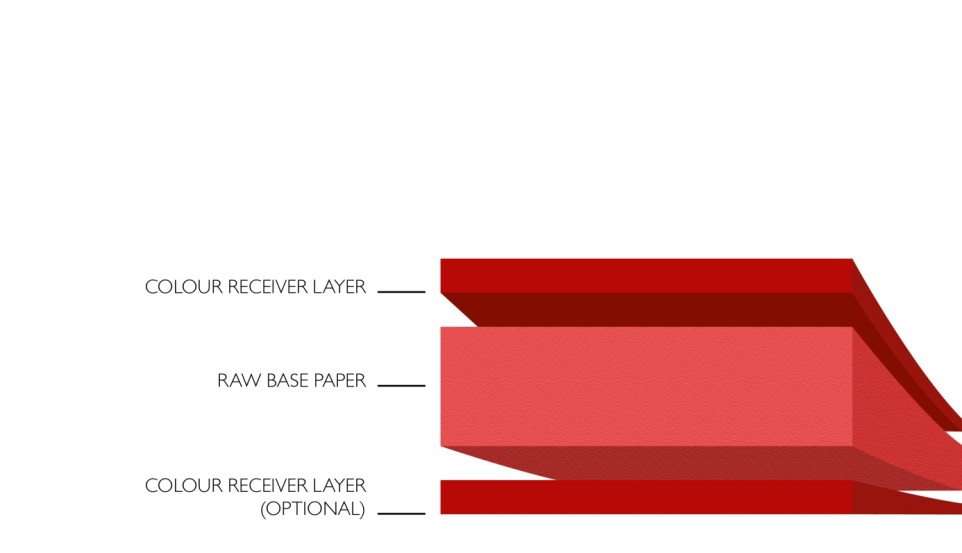 COLOUR RECEIVER LAYER
RAW BASE PAPER
COLOUR RECEIVER LAYER
(OPTIONAL)